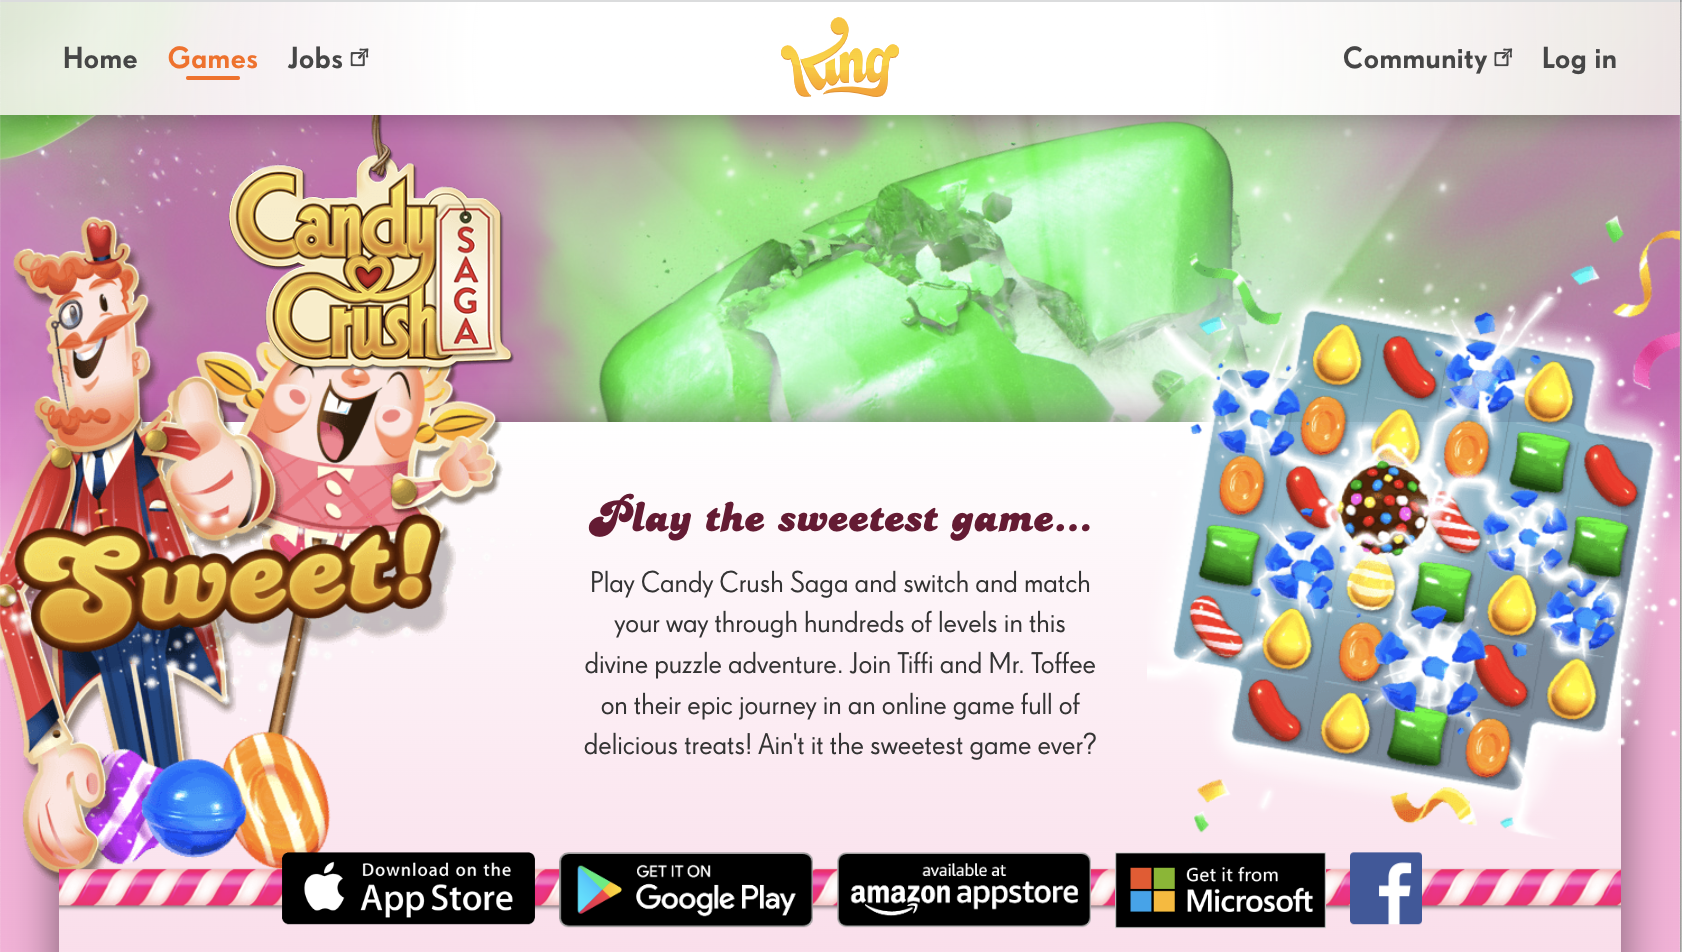 Home Games Jobs
King
Community Log in
Candy
Crush
SAGA
Sweet!
Play the sweetest game...
Play Candy Crush Saga and switch and match
your way through hundreds of levels in this
divine puzzle adventure. Join Tiffi and Mr. Toffee
on their epic journey in an online game full of
delicious treats! Ain't it the sweetest game ever?
Download on the
App Store
GET IT ON
Google Play
available at
amazon appstore
Get it from
Microsoft
f